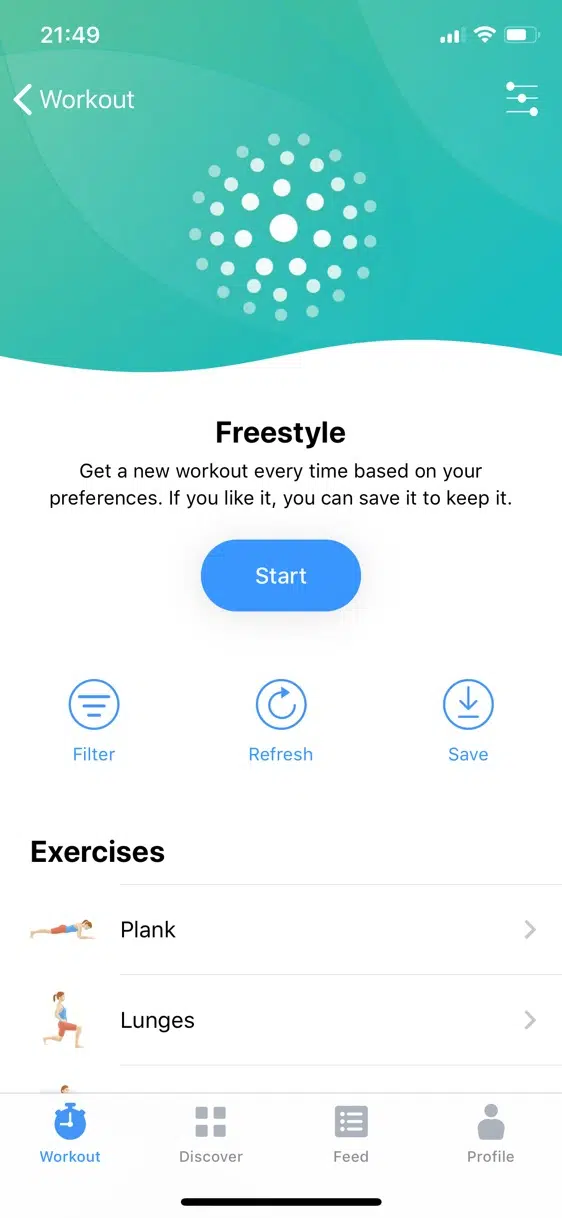 21:49
Workout
Freestyle
Get a new workout every time based on your
preferences. If you like it, you can save it to keep it.
Start
Filter
Refresh
Save
Exercises
Plank
Lunges
Workout
Discover
Feed
Profile